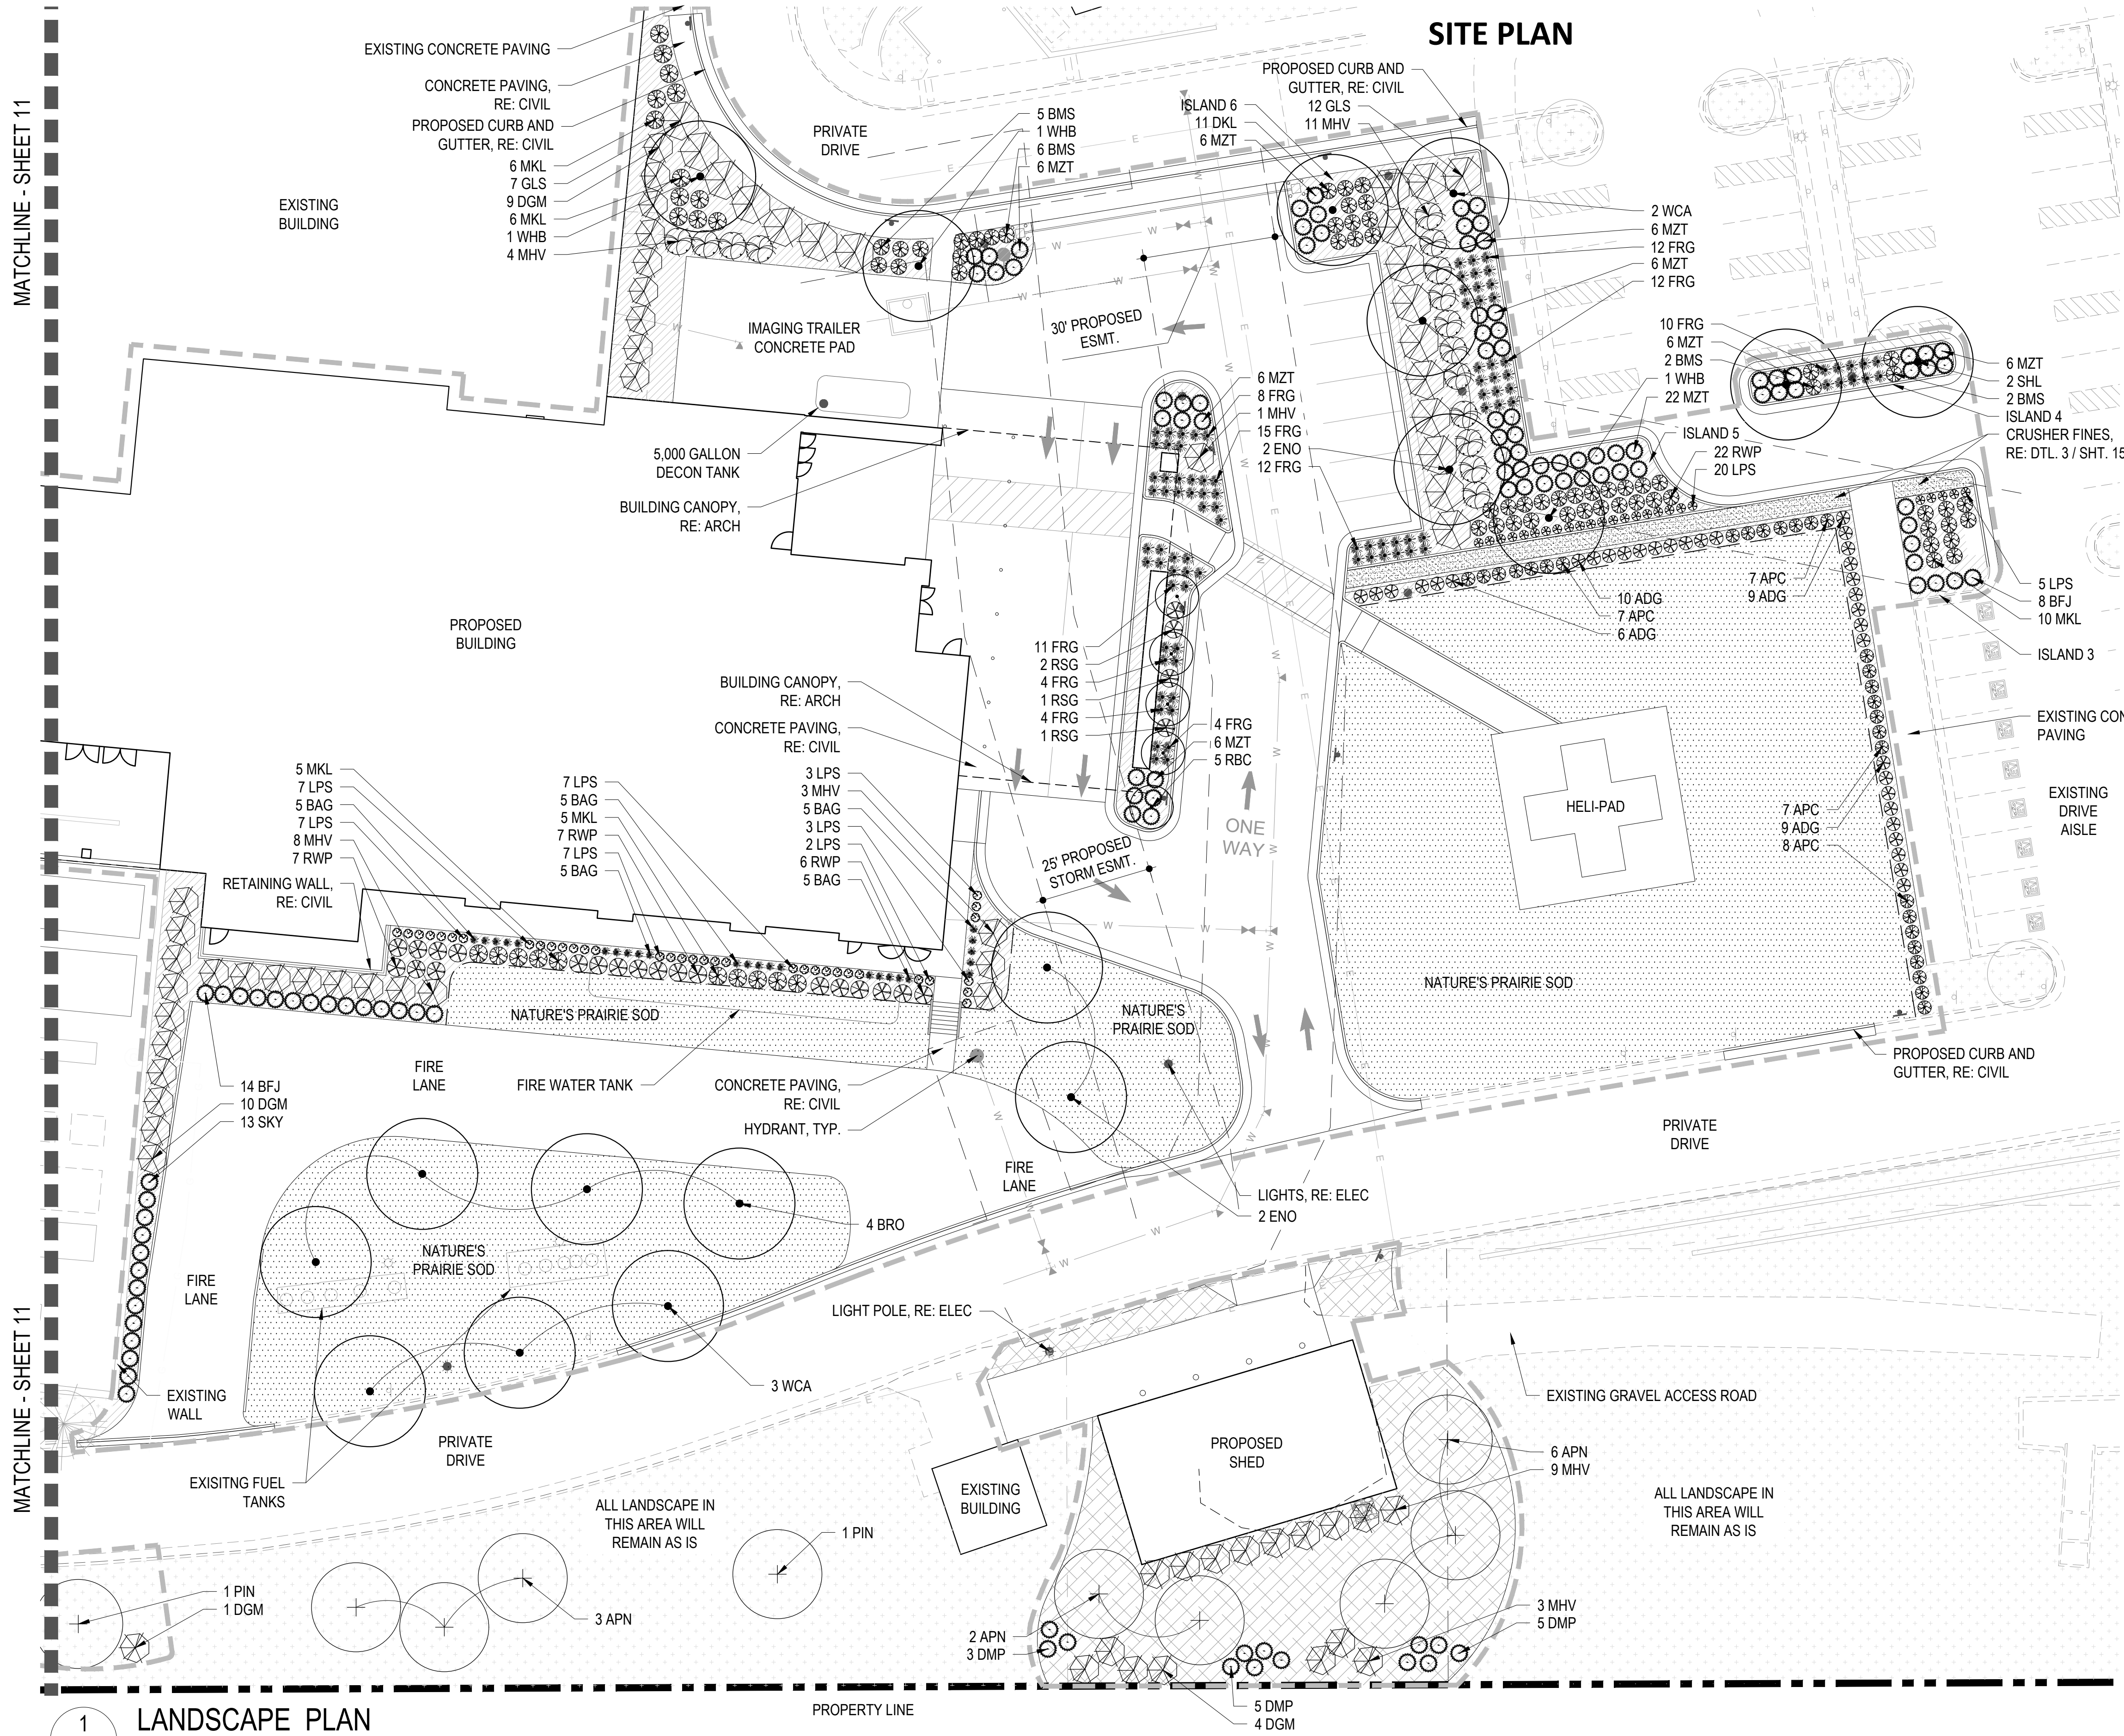 SITE PLAN
MATCHLINE - SHEET 11
EXISTING CONCRETE PAVING
CONCRETE PAVING,
RE: CIVIL
PROPOSED CURB AND
GUTTER, RE: CIVIL
6 MKL
7 GLS
9 DGM
6 MKL
1 WHB
4 MHV
EXISTING
BUILDING
PRIVATE
DRIVE
5 BMS
1 WHB
6 BMS
6 MZT
PROPOSED CURB AND
GUTTER, RE: CIVIL
ISLAND 6
11 DKL
6 MZT
12 GLS
11 MHV
2 WCA
6 MZT
12 FRG
6 MZT
12 FRG
10 FRG
6 MZT
2 BMS
1 WHB
22 MZT
6 MZT
2 SHL
2 BMS
ISLAND 4
CRUSHER FINES,
RE: DTL. 3 / SHT. 15
ISLAND 5
22 RWP
20 LPS
IMAGING TRAILER
CONCRETE PAD
30' PROPOSED
ESMT.
6 MZT
8 FRG
1 MHV
15 FRG
2 ENO
12 FRG
5,000 GALLON
DECON TANK
BUILDING CANOPY,
RE: ARCH
7 APC
9 ADG
10 ADG
7 APC
6 ADG
5 LPS
8 BFJ
10 MKL
ISLAND 3
PROPOSED
BUILDING
11 FRG
2 RSG
4 FRG
1 RSG
4 FRG
1 RSG
BUILDING CANOPY,
RE: ARCH
CONCRETE PAVING,
RE: CIVIL
4 FRG
6 MZT
5 RBC
EXISTING CON
PAVING
EXISTING
DRIVE
AISLE
HELI-PAD
7 APC
9 ADG
8 APC
5 MKL
7 LPS
5 BAG
7 LPS
8 MHV
7 RWP
RETAINING WALL,
RE: CIVIL
7 LPS
5 BAG
5 MKL
7 RWP
7 LPS
5 BAG
3 LPS
3 MHV
5 BAG
3 LPS
2 LPS
6 RWP
5 BAG
ONE
WAY
25' PROPOSED
STORM ESMT.
NATURE'S PRAIRIE SOD
NATURE'S PRAIRIE SOD
NATURE'S
PRAIRIE SOD
FIRE
LANE
FIRE WATER TANK
CONCRETE PAVING,
RE: CIVIL
HYDRANT, TYP.
14 BFJ
10 DGM
13 SKY
PROPOSED CURB AND
GUTTER, RE: CIVIL
PRIVATE
DRIVE
FIRE
LANE
LIGHTS, RE: ELEC
2 ENO
4 BRO
NATURE'S
PRAIRIE SOD
FIRE
LANE
MATCHLINE - SHEET 11
LIGHT POLE, RE: ELEC
3 WCA
EXISTING
WALL
PRIVATE
DRIVE
EXISITNG FUEL
TANKS
EXISTING GRAVEL ACCESS ROAD
PROPOSED
SHED
6 APN
9 MHV
EXISTING
BUILDING
ALL LANDSCAPE IN
THIS AREA WILL
REMAIN AS IS
1 PIN
ALL LANDSCAPE IN
THIS AREA WILL
REMAIN AS IS
1 PIN
1 DGM
3 APN
2 APN
3 DMP
3 MHV
5 DMP
5 DMP
4 DGM
PROPERTY LINE
1
LANDSCAPE PLAN